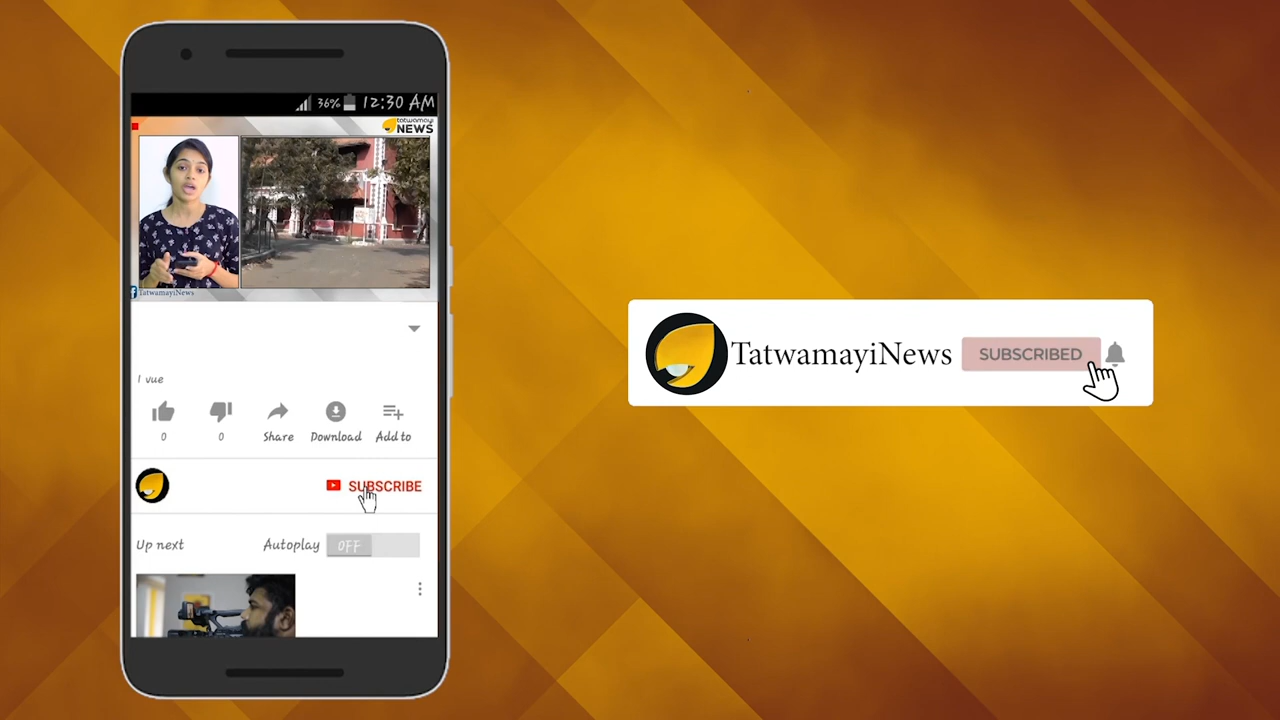 36% 12:30 AM
tatwamayi
NEWS
f TatwamayiNews
1 vue
0 0 Share Download Add to
SUBSCRIBE
Up next Autoplay OFF
TatwamayiNews SUBSCRIBED